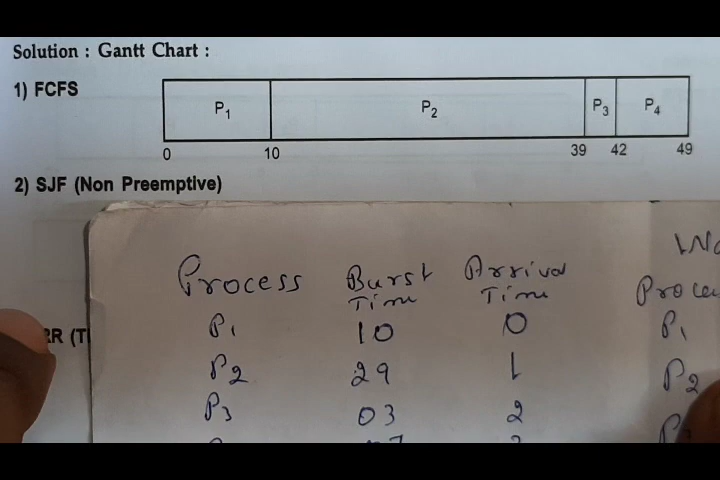 Solution : Gantt Chart :
1) FCFS
P1 P2 P3 P4
0 10 39 42 49
2) SJF (Non Preemptive)
Process Burst Time Arrival Time
P1 10 0
P2 29 1
P3 03 2
P1
P2